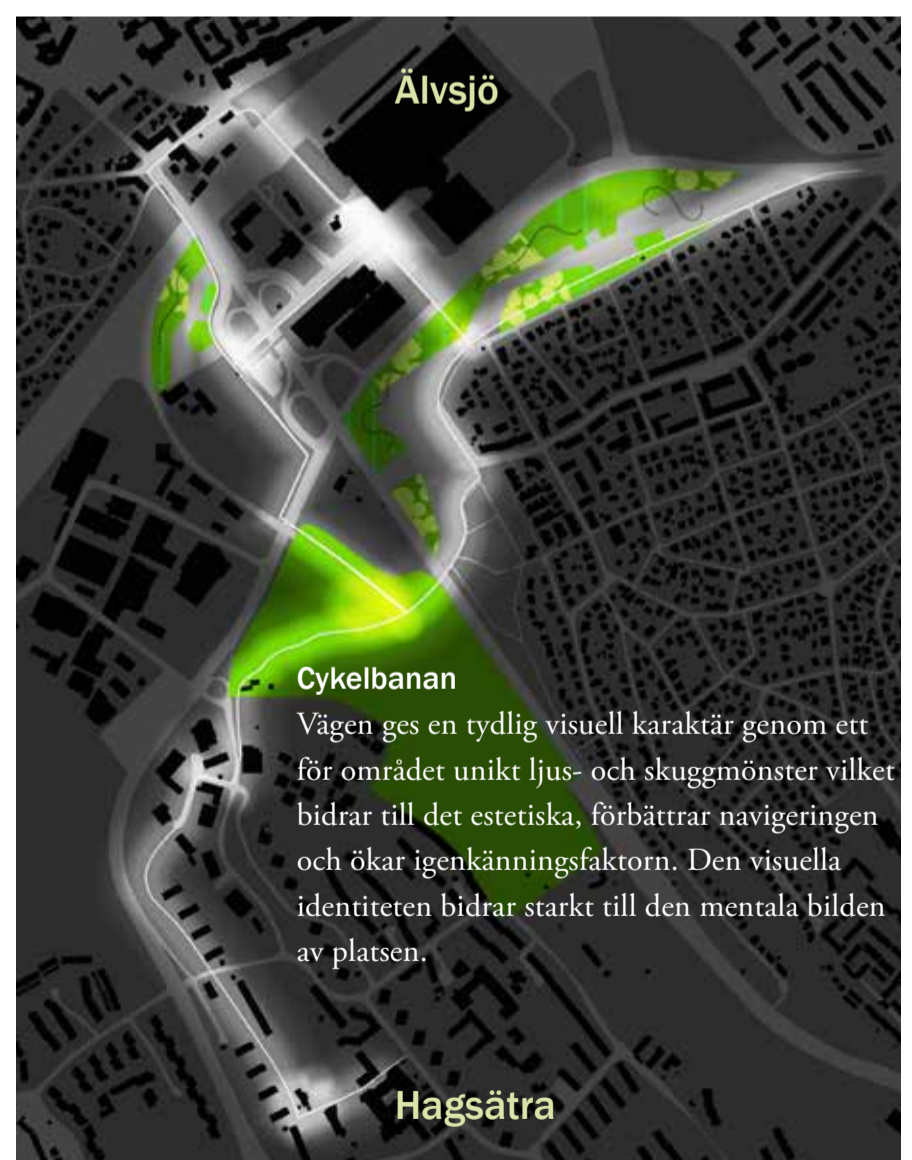 Älvsjö
Cykelbanan
Vägen ges en tydlig visuell karaktär genom ett
för området unikt ljus- och skuggmönster vilket
bidrar till det estetiska, förbättrar navigeringen
och ökar igenkänningsfaktorn. Den visuella
identiteten bidrar starkt till den mentala bilden
av platsen.
Hagsätra